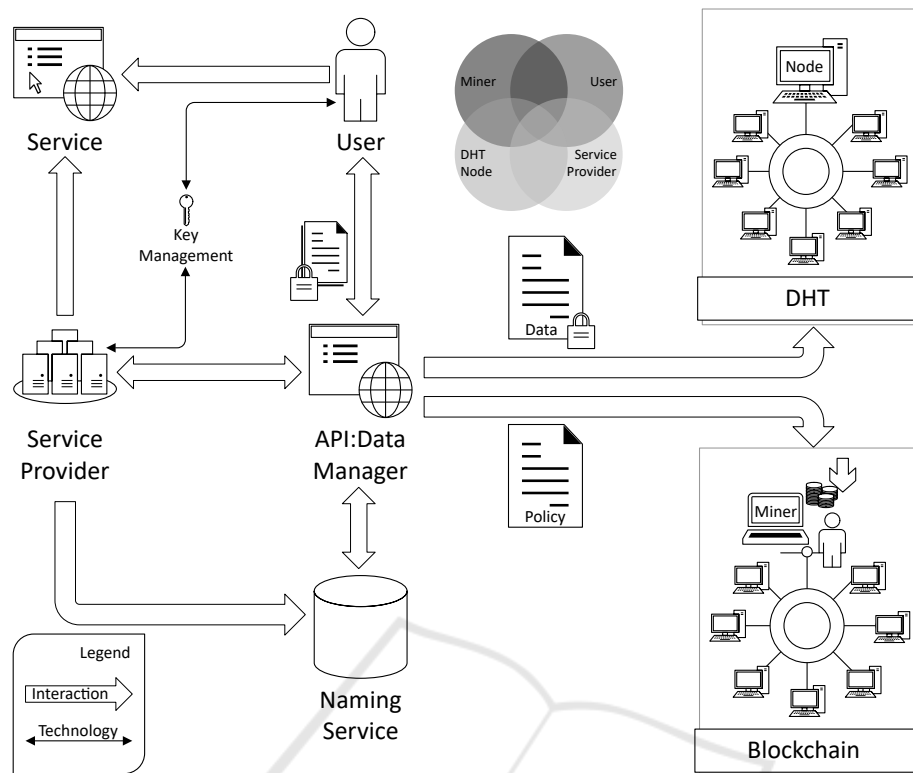 Service
User
Miner
User
DHT
Node
Service
Provider
Node
DHT
Key
Management
Data
Service
Provider
API:Data
Manager
Policy
Miner
Naming
Service
Legend
Interaction
Technology
Blockchain